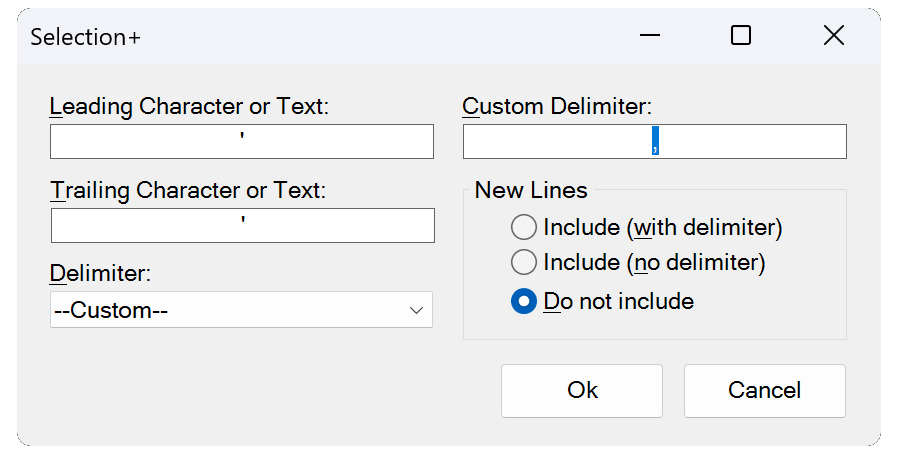 Selection+
Leading Character or Text:
'
Trailing Character or Text:
'
Delimiter:
--Custom--
Custom Delimiter:
,
New Lines
Include (with delimiter)
Include (no delimiter)
Do not include
Ok
Cancel